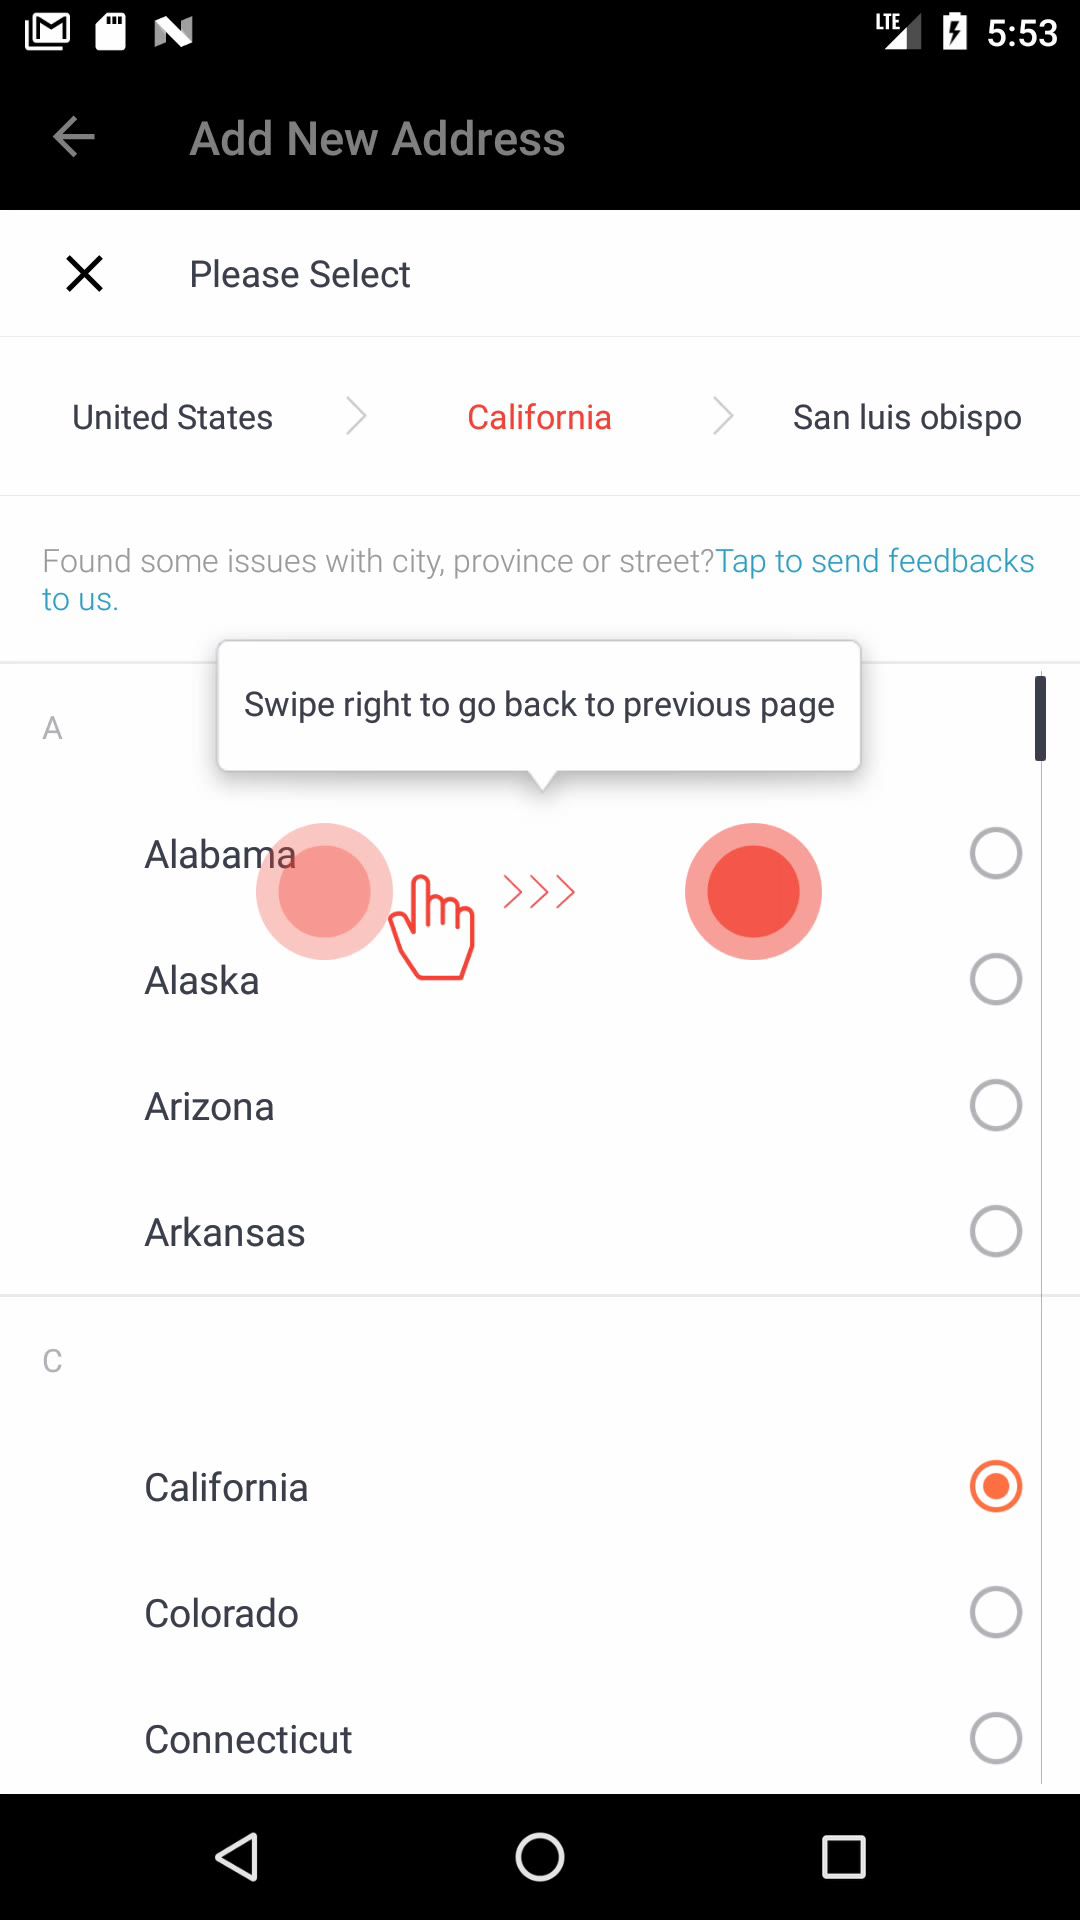 LTE 5:53
Add New Address
Please Select
United States California San luis obispo
Found some issues with city, province or street?Tap to send feedbacks
to us.
Swipe right to go back to previous page
A
Alabama
Alaska
Arizona
Arkansas
C
California
Colorado
Connecticut